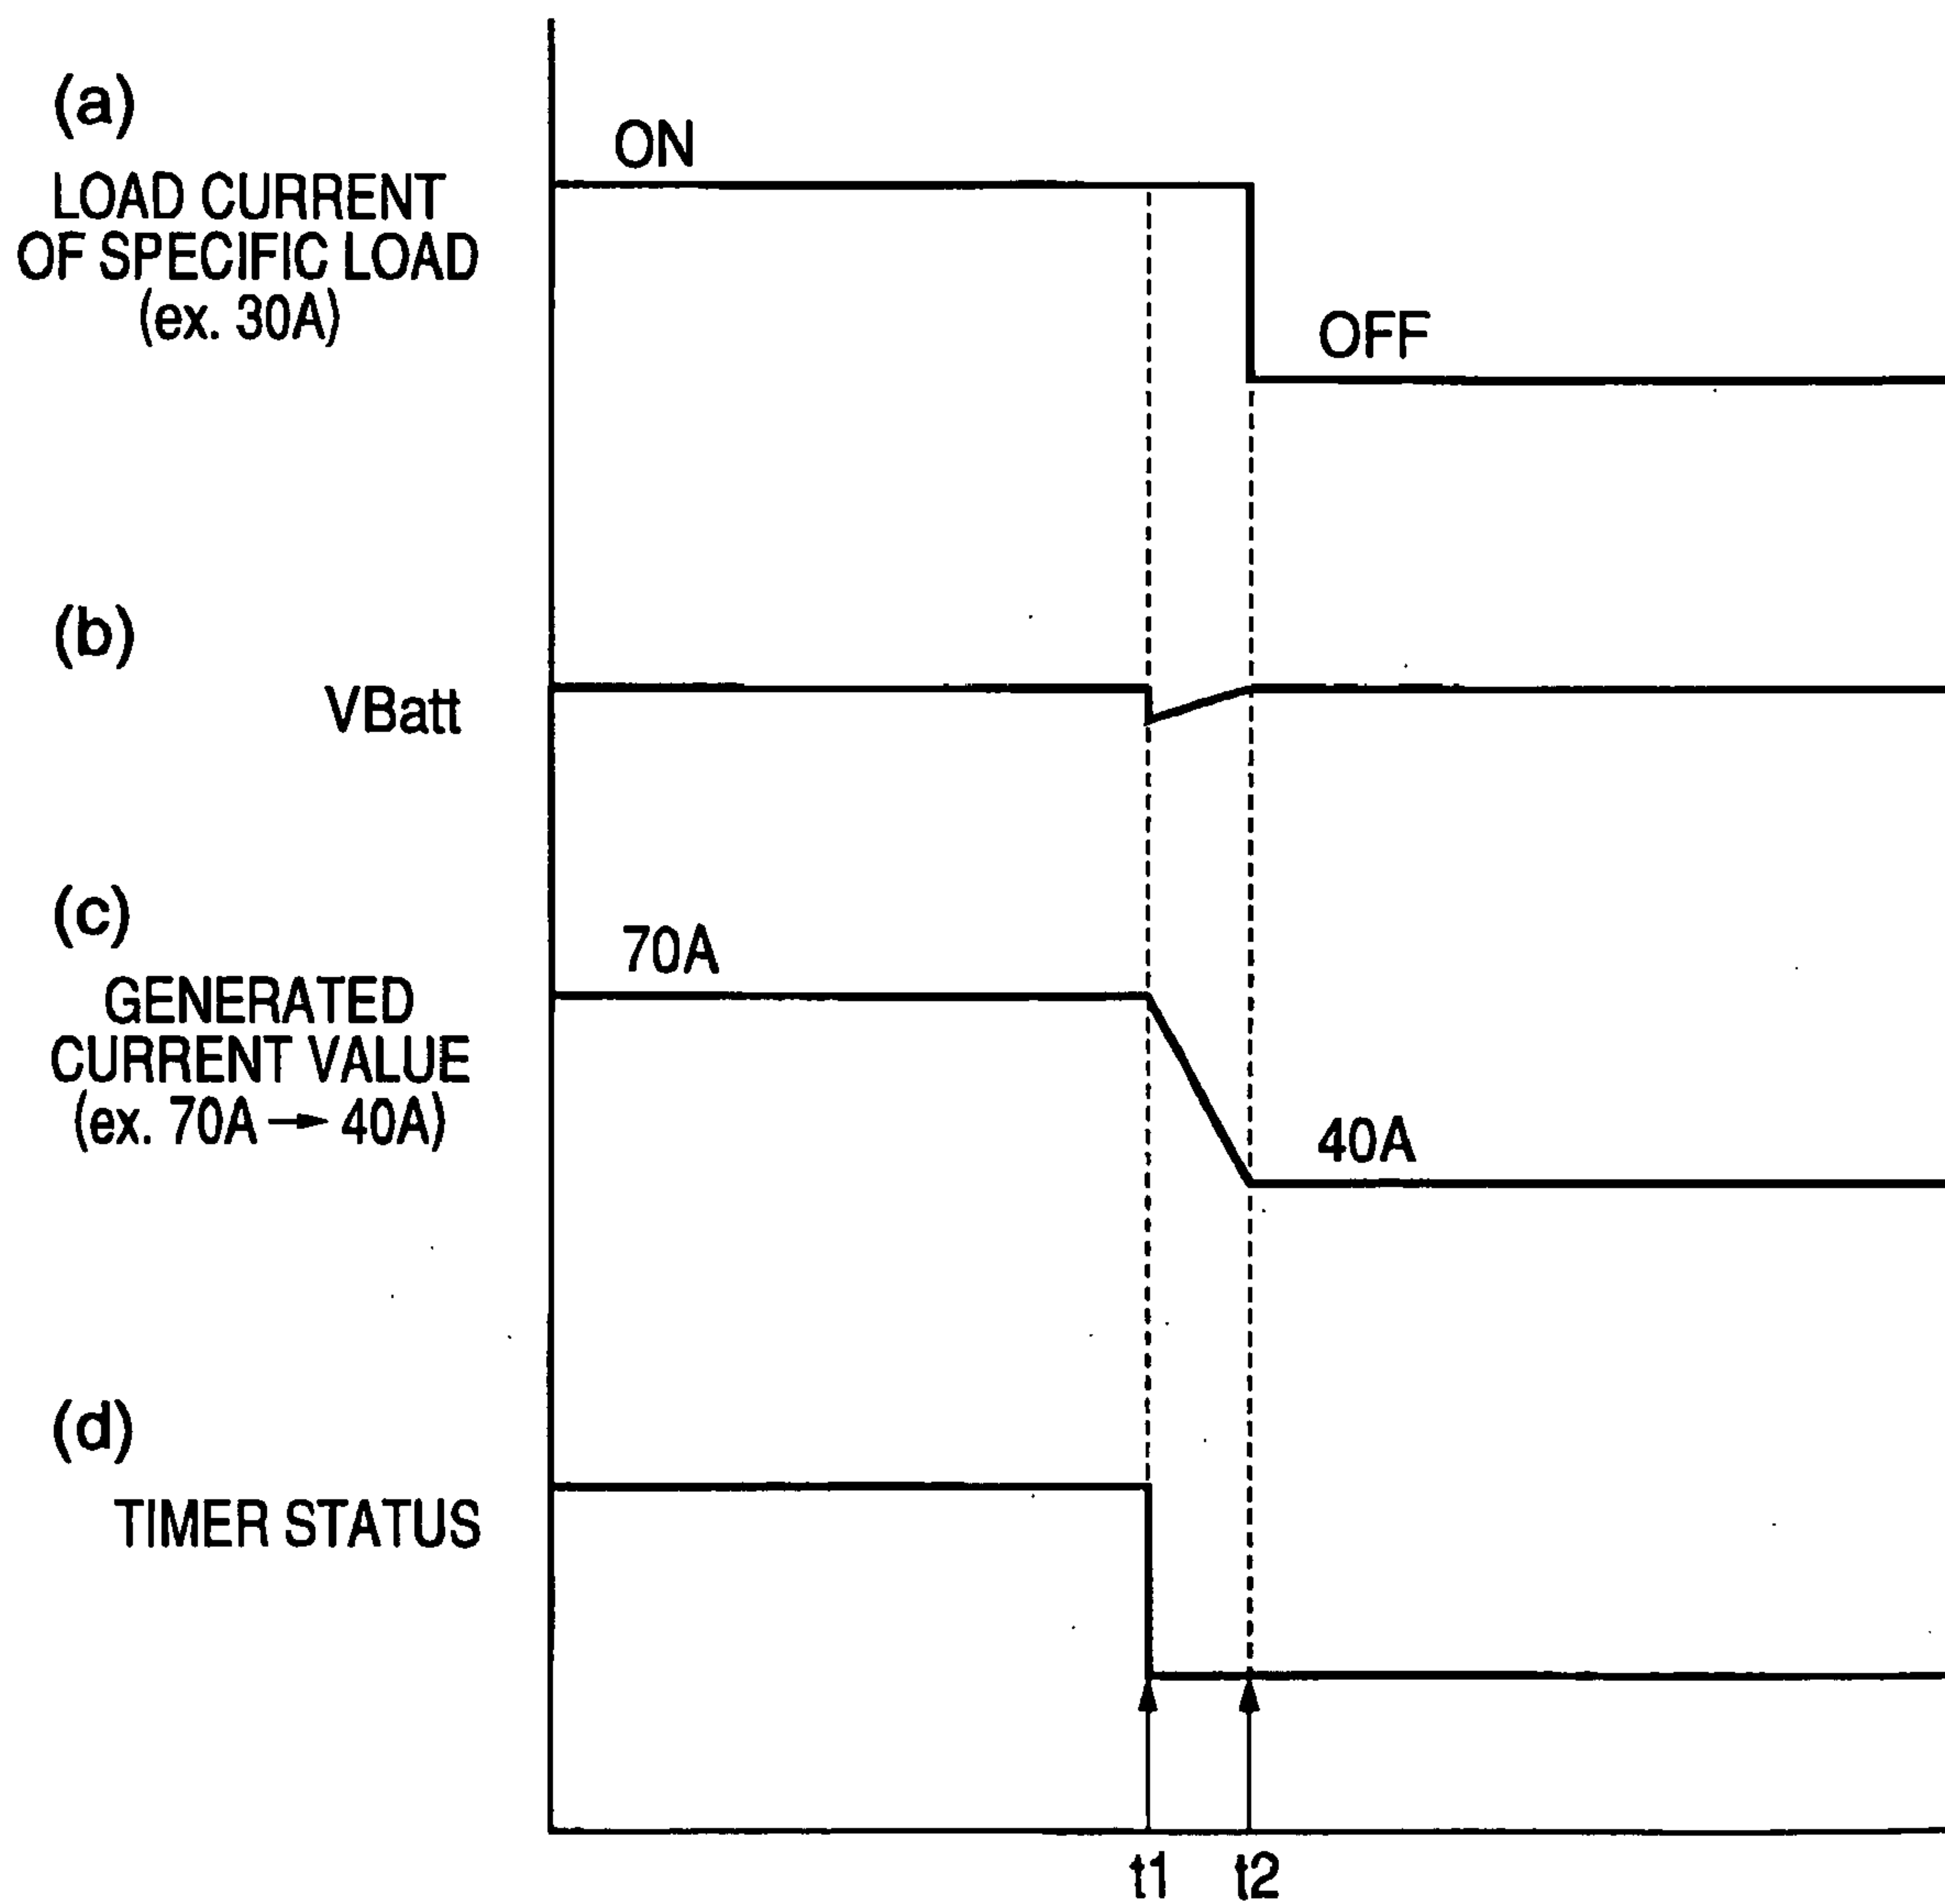 (a)
ON
LOAD CURRENT
OF SPECIFIC LOAD
(ex. 30A)
OFF
(b)
VBatt
(c)
70A
GENERATED
CURRENT VALUE
(ex. 70A → 40A)
40A
(d)
TIMER STATUS
t1 t2